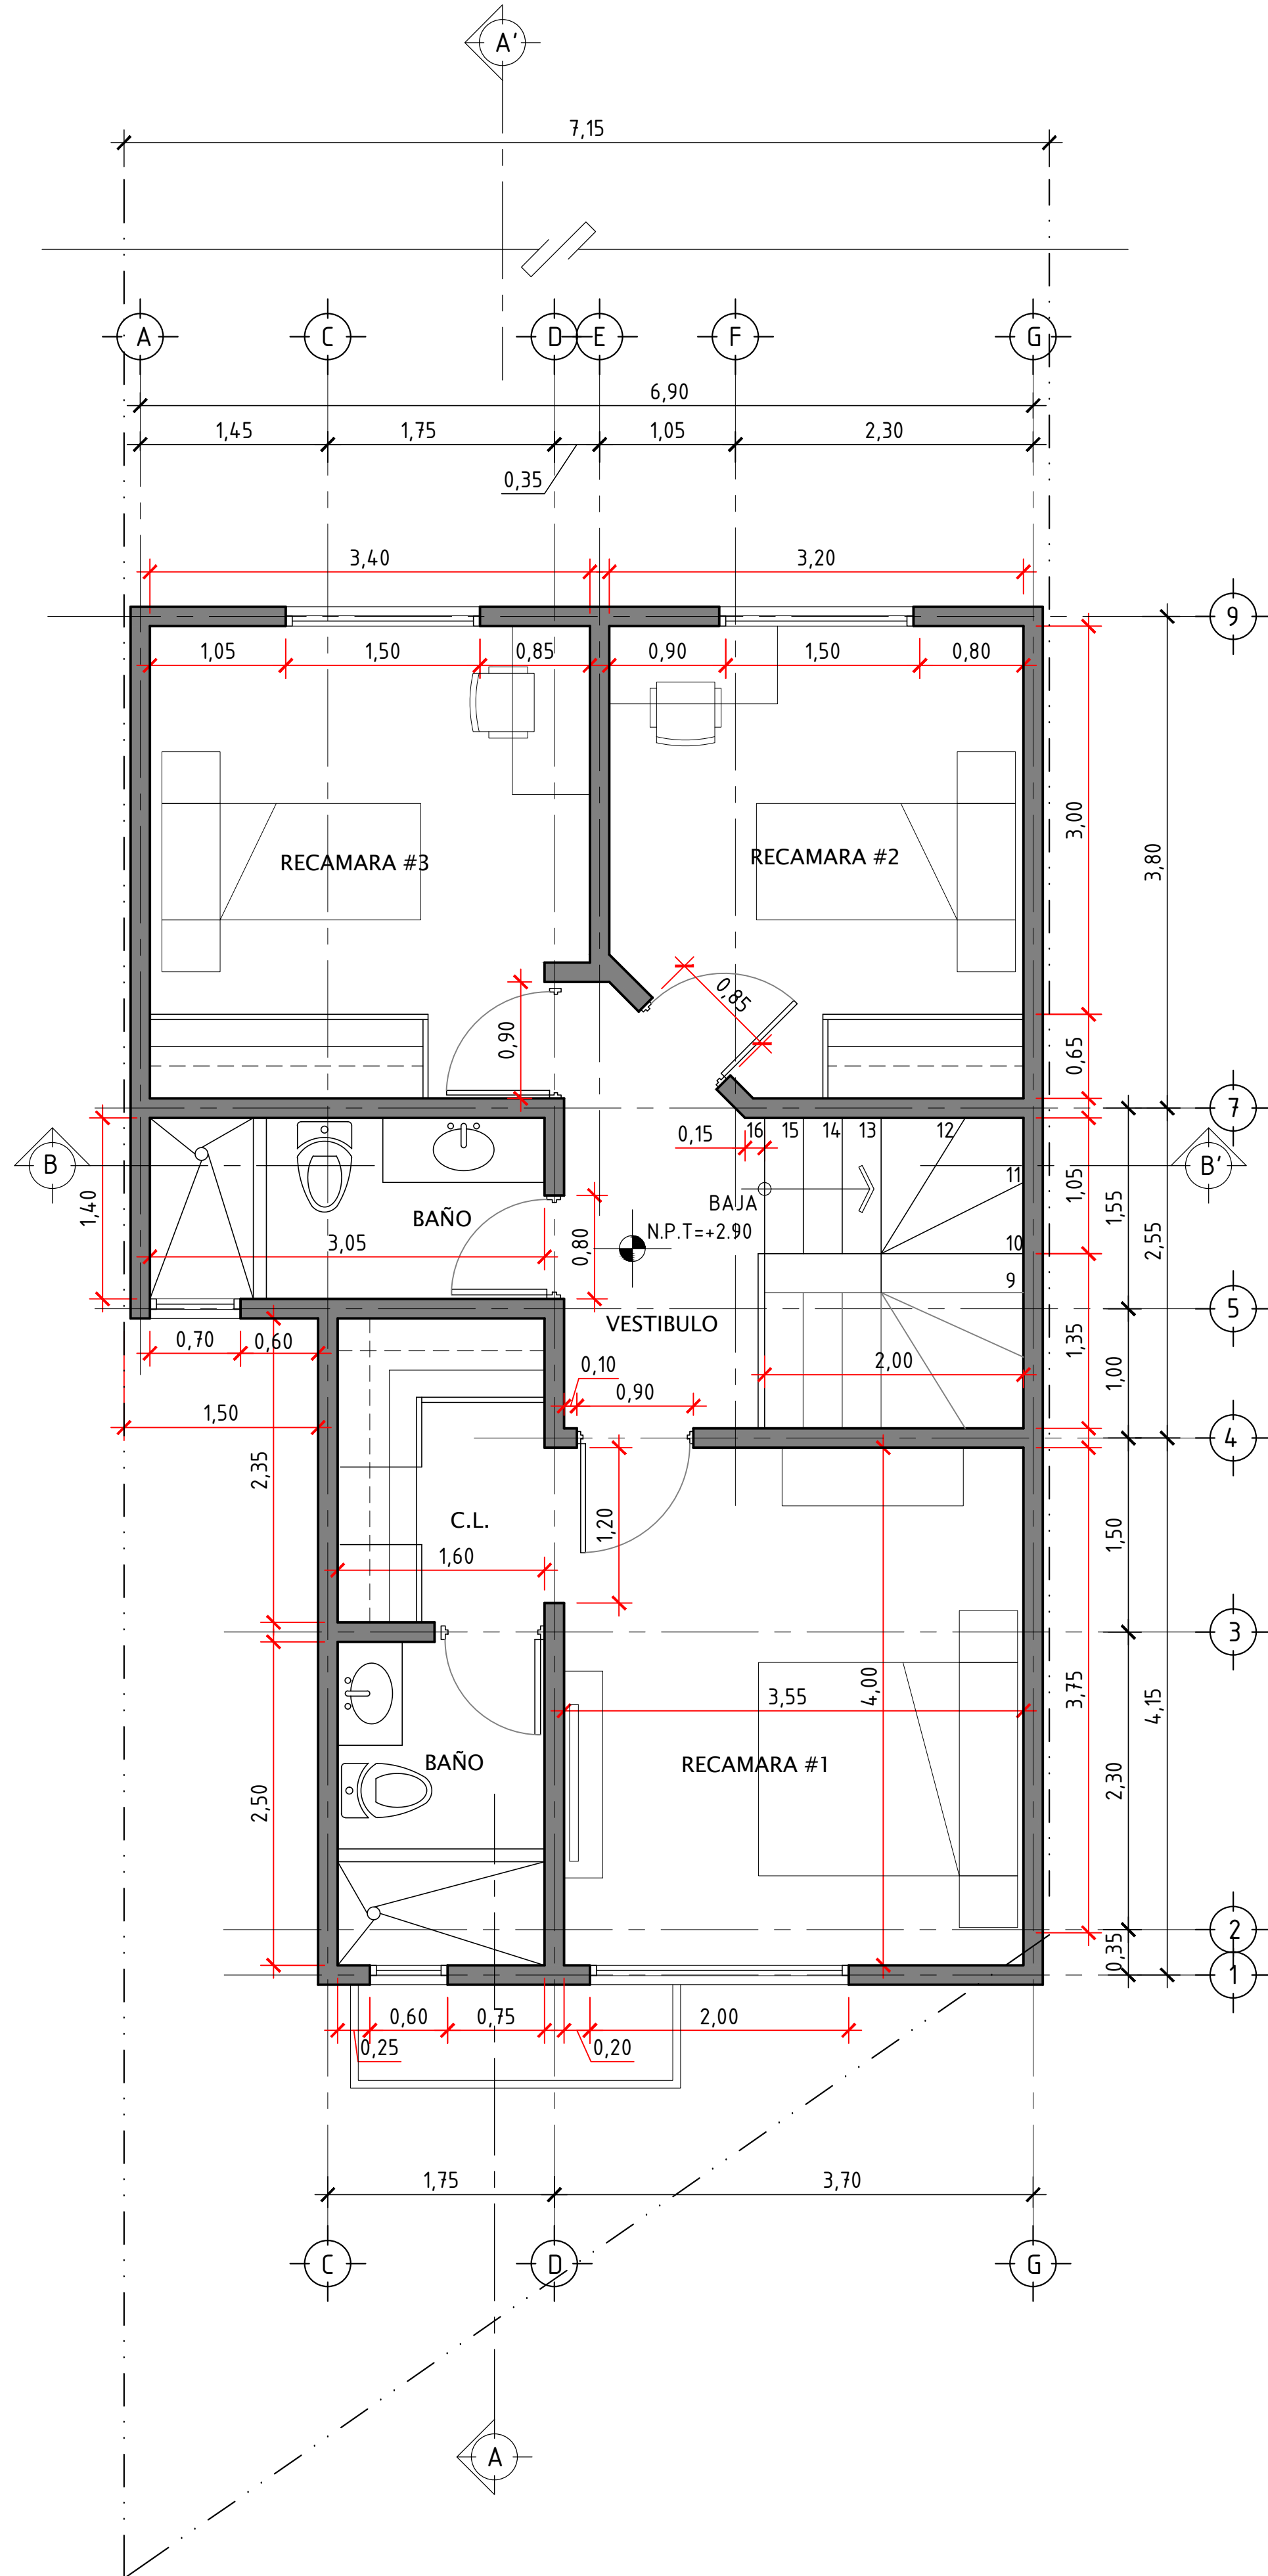 A'
7,15
A C D E F G
6,90
1,45 1,75 1,05 2,30
0,35
3,40 3,20
9
1,05 1,50 0,85 0,90 1,50 0,80
3,00
3,80
RECAMARA #3 RECAMARA #2
0,85
0,90
0,65
7
0,15 16 15 14 13 12
B B'
11
1,05
1,40
1,55
BAJA
BAÑO
N.P.T=+2.90
2,55
3,05
0,80
10
9
5
VESTIBULO
0,70 0,60
1,35
1,00
2,00
0,10
0,90
1,50
4
2,35
C.L.
1,20
1,50
1,60
3
4,00
3,75
4,15
3,55
BAÑO RECAMARA #1
2,50
2,30
2
0,35
1
0,60 0,75 2,00
0,25 0,20
1,75 3,70
C D G
A